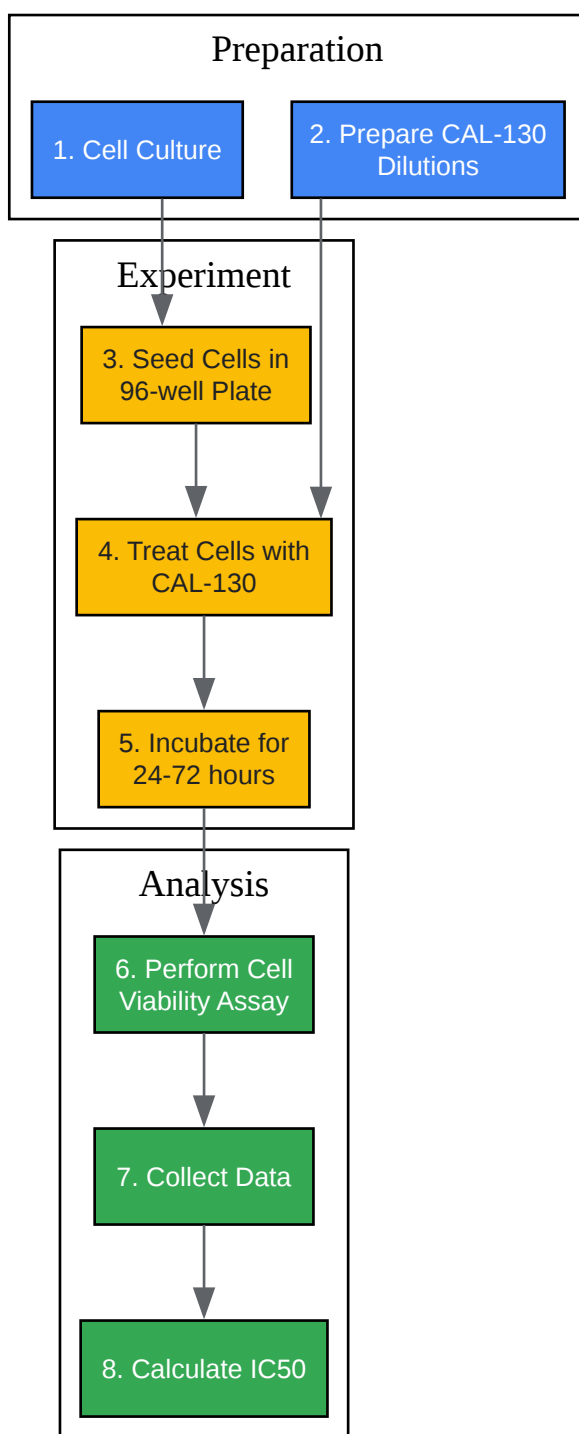 Preparation
1. Cell Culture
2. Prepare CAL-130
Dilutions
Experiment
3. Seed Cells in
96-well Plate
4. Treat Cells with
CAL-130
5. Incubate for
24-72 hours
Analysis
6. Perform Cell
Viability Assay
7. Collect Data
8. Calculate IC50